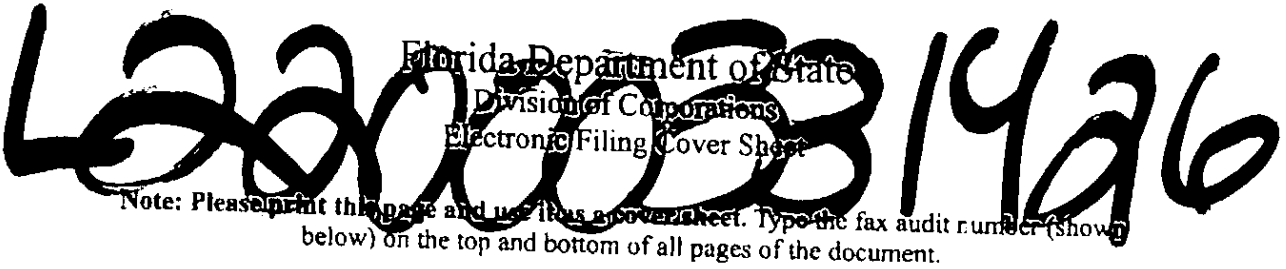 L22000331426
Florida Department of State
Division of Corporations
Electronic Filing Cover Sheet
Note: Please print this page and use it as a cover sheet. Type the fax audit number (shown
below) on the top and bottom of all pages of the document.